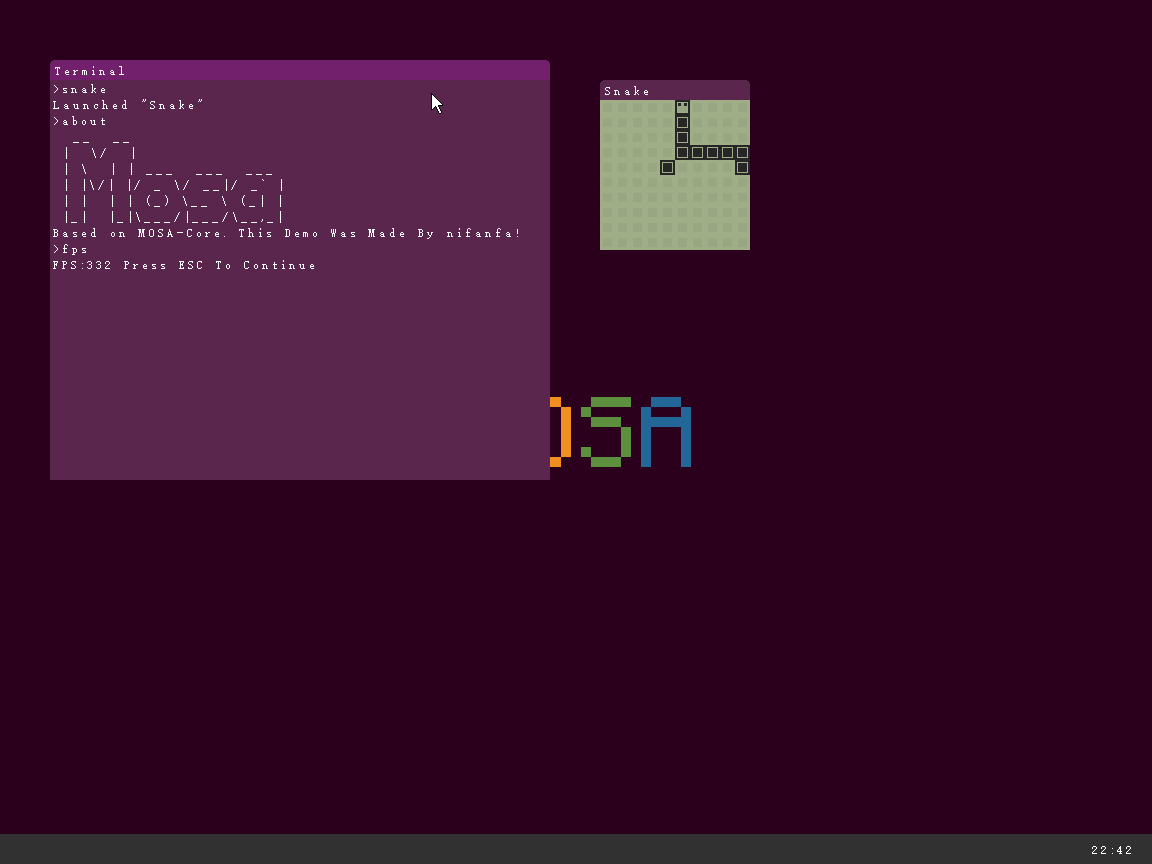 Terminal
>snake
Launched "Snake"
>about
  __  __
 |  \/  |
 | \  / | ___  ___  ___
 | |\/| |/ _ \/ __|/ _` |
 | |  | | (_) \__ \ (_| |
 |_|  |_|\___/|___/\__,_|
Based on MOSA-Core. This Demo Was Made By nifanfa!
>fps
FPS:332 Press ESC To Continue
Snake
SA
22:42